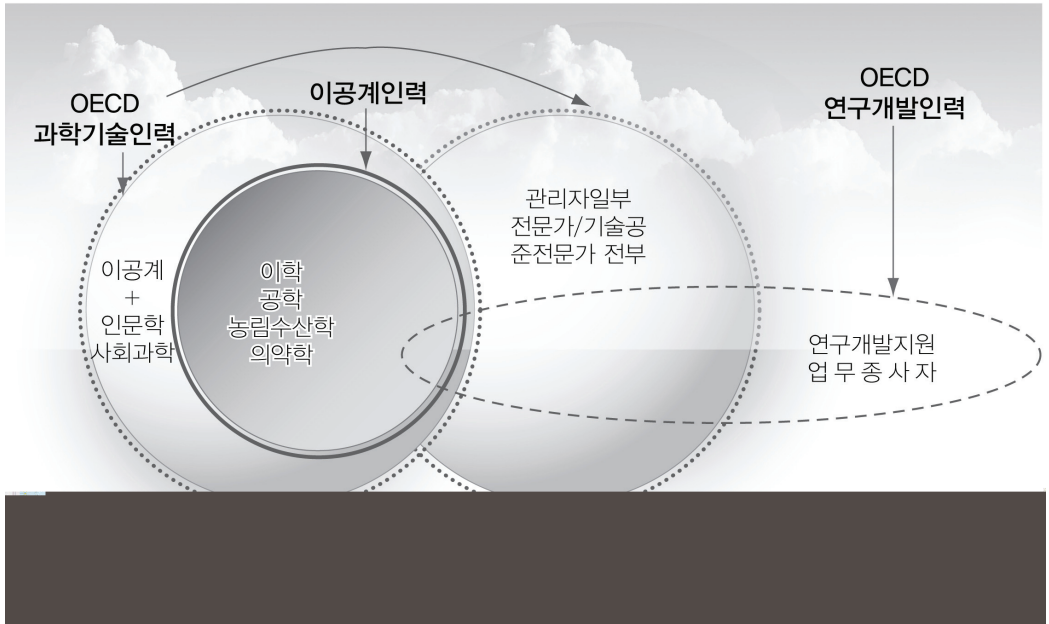 OECD
과학기술인력
이공계인력
OECD
연구개발인력
관리자일부
전문가/기술공
준전문가 전부
이공계
+
인문학
사회과학
이학
공학
농림수산학
의약학
연구개발지원
업 무 종 사 자